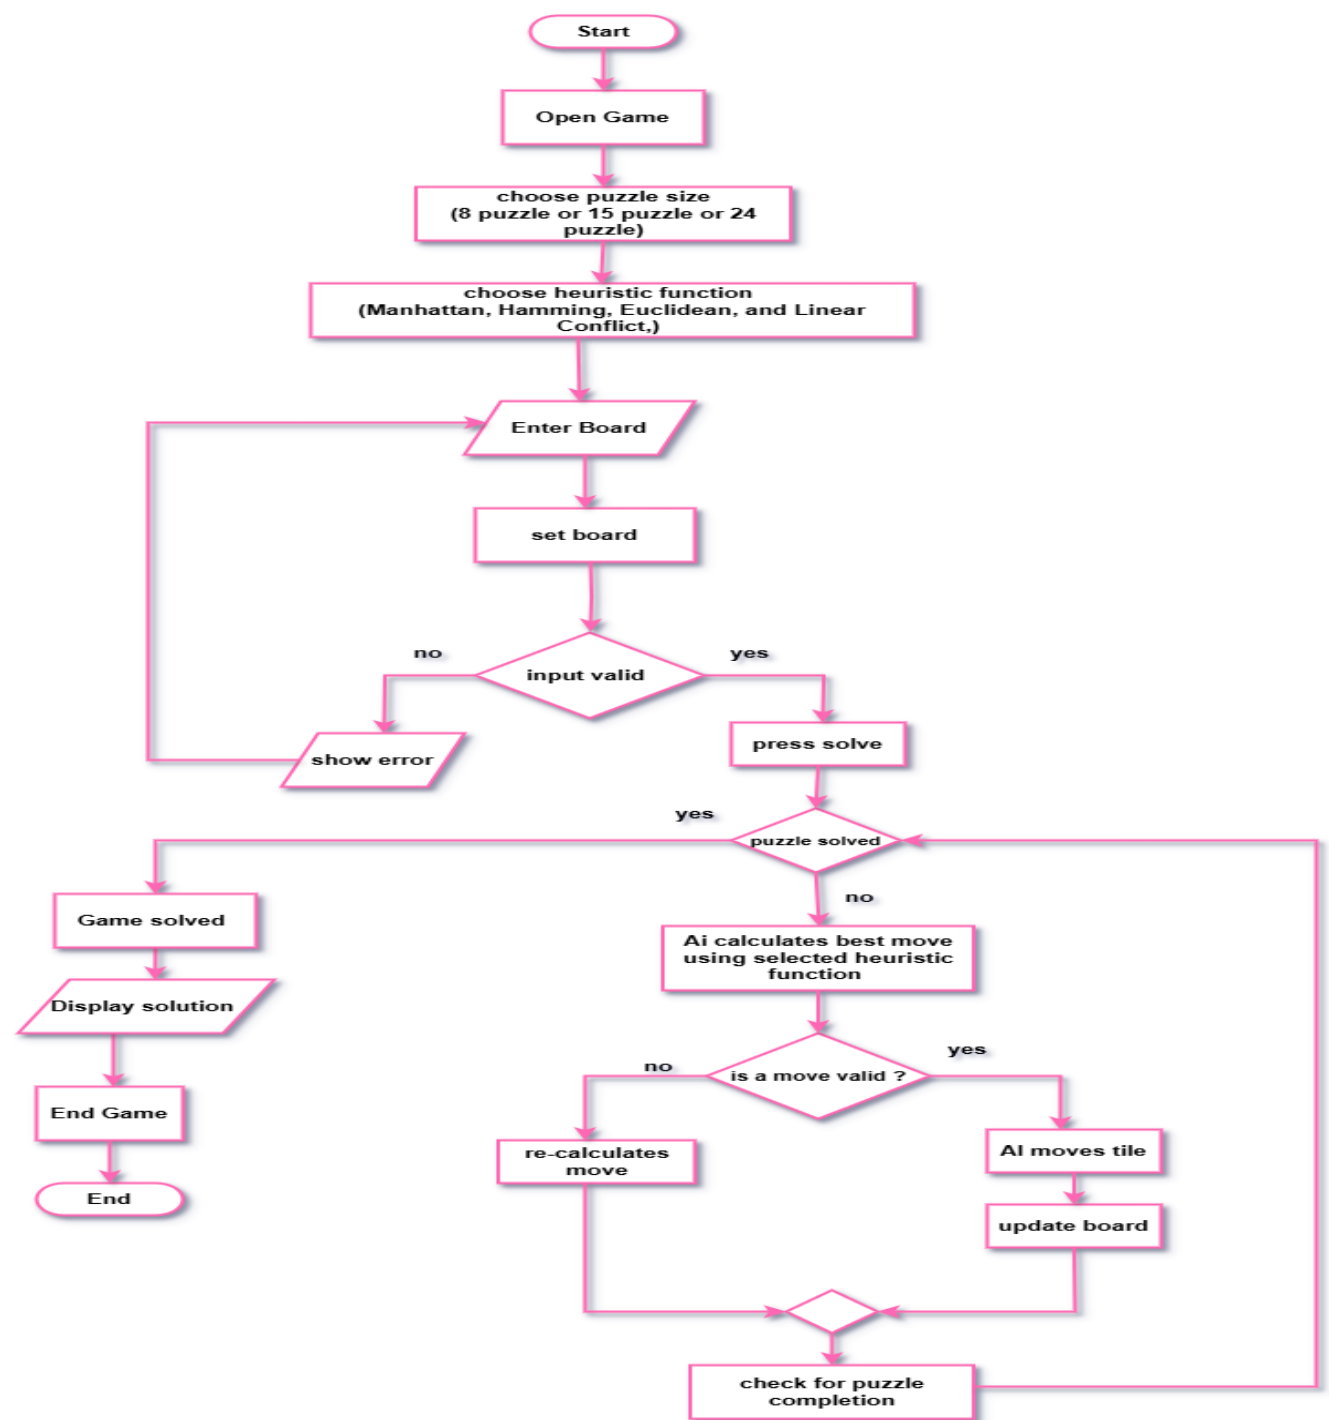 Start
Open Game
choose puzzle size
(8 puzzle or 15 puzzle or 24
puzzle)
choose heuristic function
(Manhattan, Hamming, Euclidean, and Linear
Conflict,)
Enter Board
set board
no
yes
input valid
press solve
show error
yes
puzzle solved
no
Game solved
Ai calculates best move
using selected heuristic
function
Display solution
no
yes
is a move valid ?
End Game
re-calculates
move
AI moves tile
End
update board
check for puzzle
completion